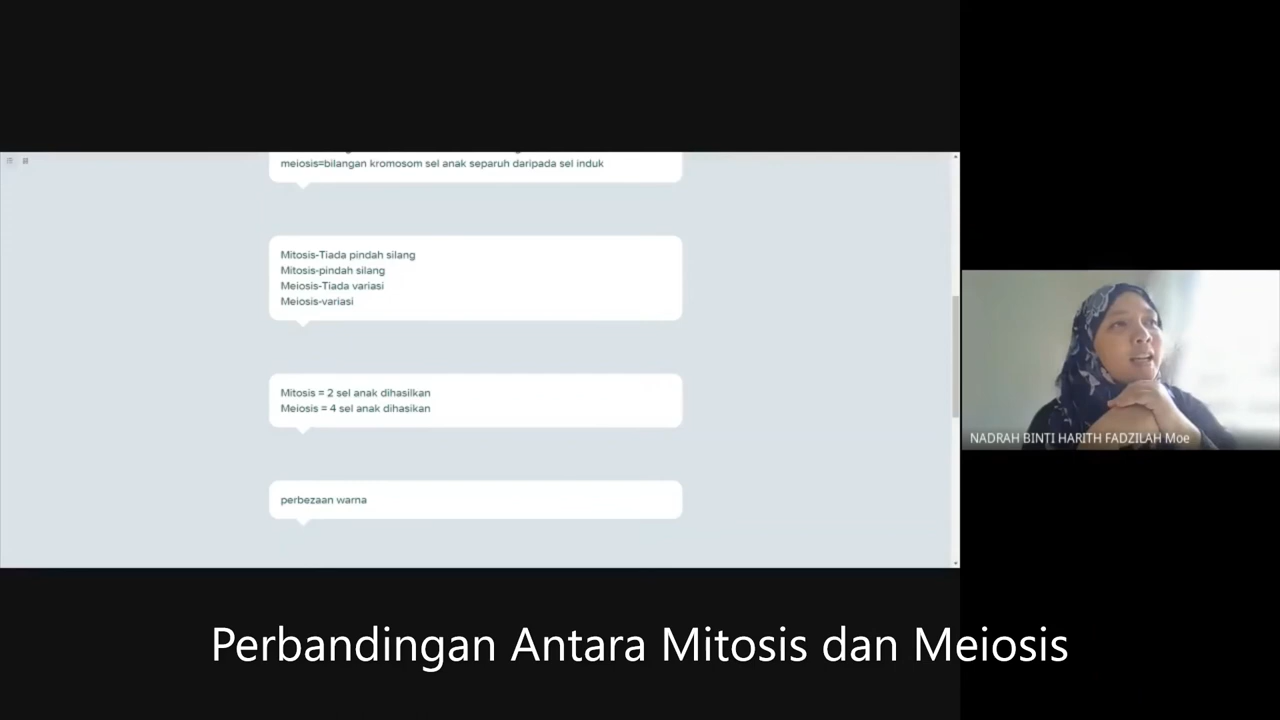 meiosis=bilangan kromosom sel anak separuh daripada sel induk
Mitosis-Tiada pindah silang
Mitosis-pindah silang
Meiosis-Tiada variasi
Meiosis-variasi
Mitosis = 2 sel anak dihasilkan
Meiosis = 4 sel anak dihasikan
perbezaan warna
NADRAH BINTI HARITH FADZILAH Moe
Perbandingan Antara Mitosis dan Meiosis